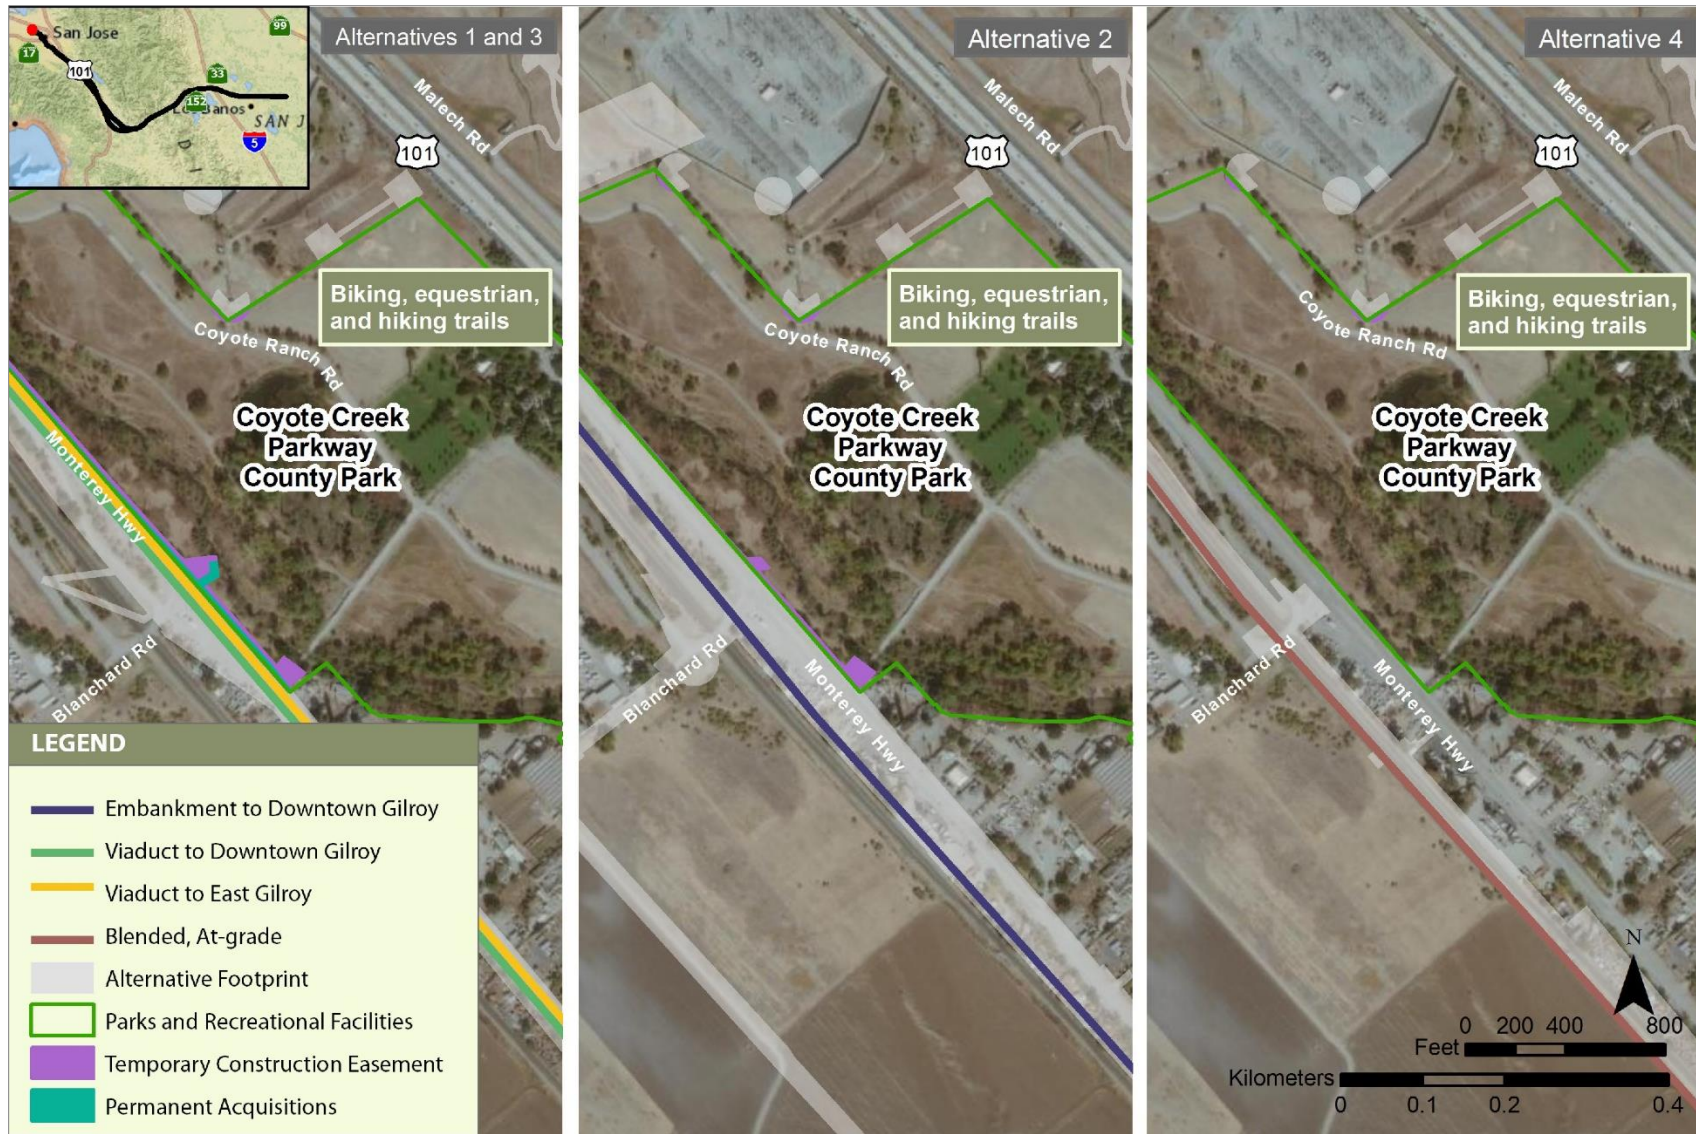 San Jose
17
101
99
33
152
Los Banos
SAN J
D I
5
Alternatives 1 and 3
Malech Rd
101
Biking, equestrian,
and hiking trails
Coyote Ranch Rd
Coyote Creek
Parkway
County Park
Monterey Hwy
Blanchard Rd
LEGEND
Embankment to Downtown Gilroy
Viaduct to Downtown Gilroy
Viaduct to East Gilroy
Blended, At-grade
Alternative Footprint
Parks and Recreational Facilities
Temporary Construction Easement
Permanent Acquisitions
Alternative 2
Malech Rd
101
Biking, equestrian,
and hiking trails
Coyote Ranch Rd
Coyote Creek
Parkway
County Park
Blanchard Rd
Monterey Hwy
Alternative 4
Malech Rd
101
Biking, equestrian,
and hiking trails
Coyote Ranch Rd
Coyote Creek
Parkway
County Park
Blanchard Rd
Monterey Hwy
N
0 200 400 800
Feet
Kilometers
0 0.1 0.2 0.4